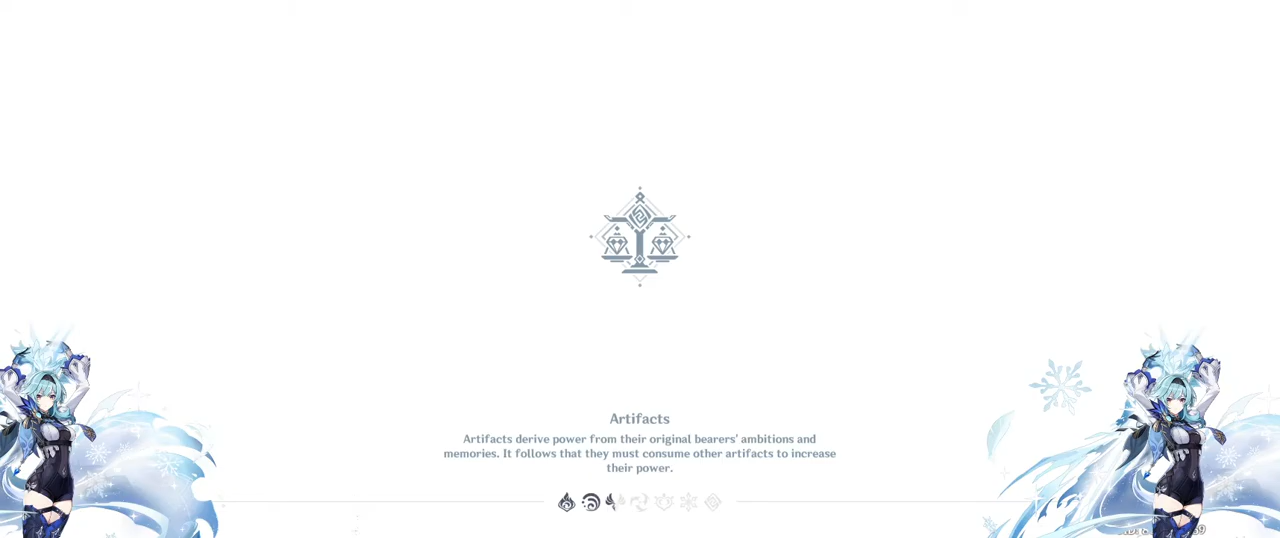 Artifacts
Artifacts derive power from their original bearers' ambitions and
memories. It follows that they must consume other artifacts to increase
their power.